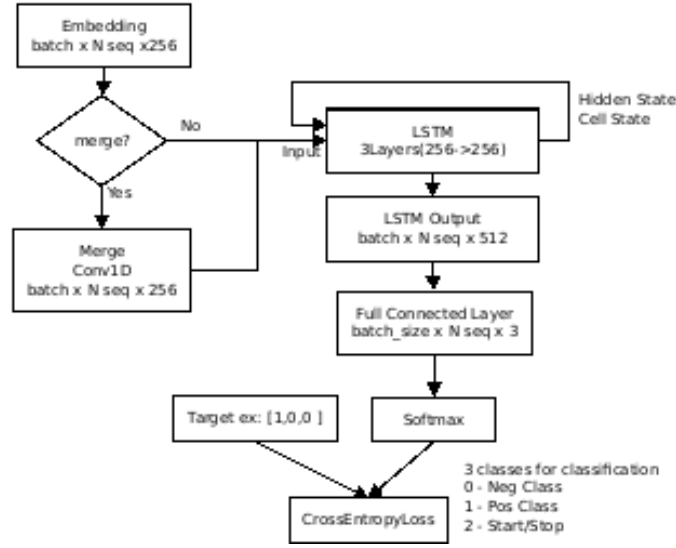 Embedding
batch x N seq x256
merge?
No
Yes
Merge
Conv1D
batch x N seq x 256
Input
LSTM
3Layers(256->256)
Hidden State
Cell State
LSTM Output
batch x N seq x 512
Full Connected Layer
batch_size x N seq x 3
Target ex: [1,0,0 ]
Softmax
CrossEntropyLoss
3 classes for classification
0 - Neg Class
1 - Pos Class
2 - Start/Stop